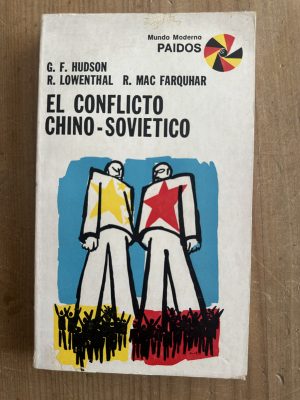 Mundo Moderno
PAIDOS
G. F. HUDSON
R. LOWENTHAL R. MAC FARQUHAR
EL CONFLICTO
CHINO-SOVIETICO